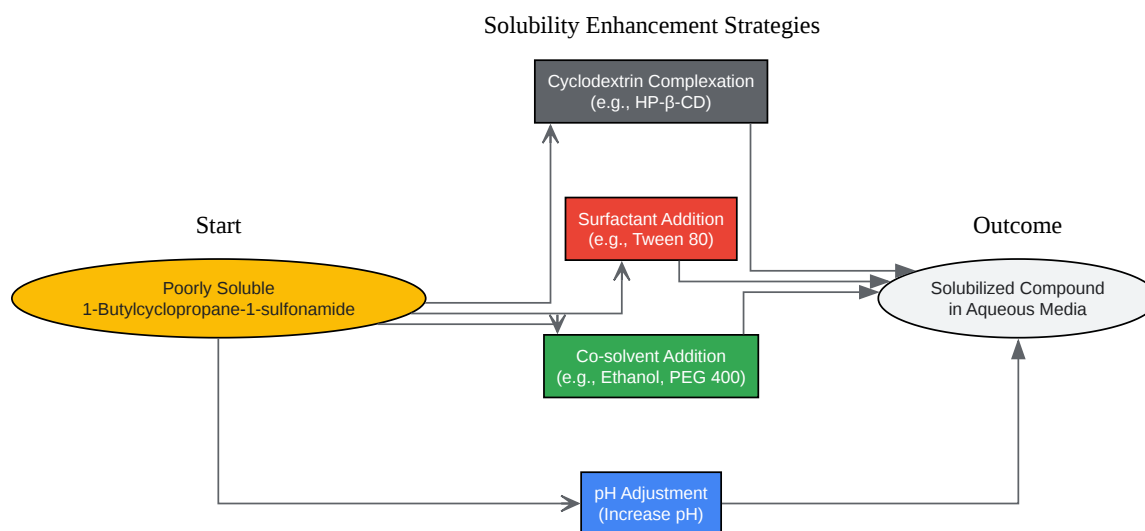 Solubility Enhancement Strategies
Cyclodextrin Complexation
(e.g., HP-β-CD)
Start
Surfactant Addition
(e.g., Tween 80)
Outcome
Poorly Soluble
1-Butylcyclopropane-1-sulfonamide
Solubilized Compound
in Aqueous Media
Co-solvent Addition
(e.g., Ethanol, PEG 400)
pH Adjustment
(Increase pH)